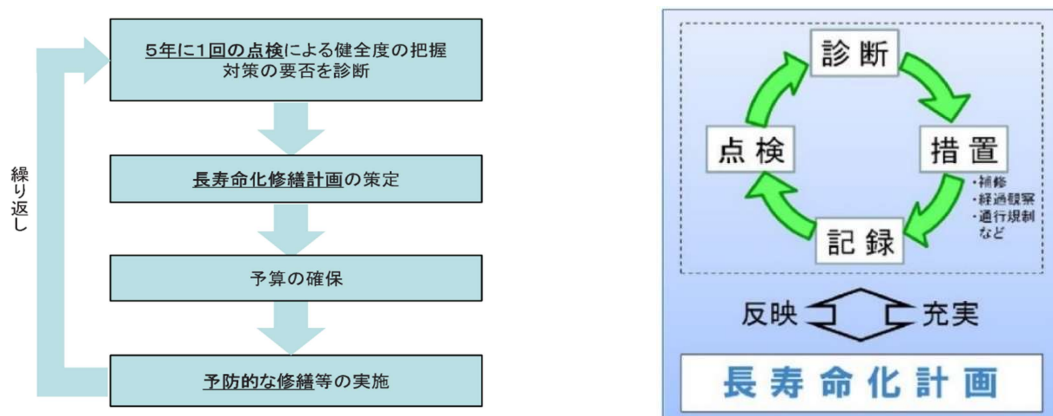 5年に1回の点検による健全度の把握
対策の要否を診断
長寿命化修繕計画の策定
予算の確保
予防的な修繕等の実施
繰り返し
診断
点検
措置
・補修
・経過観察
・通行規制
など
記録
反映
充実
長寿命化計画